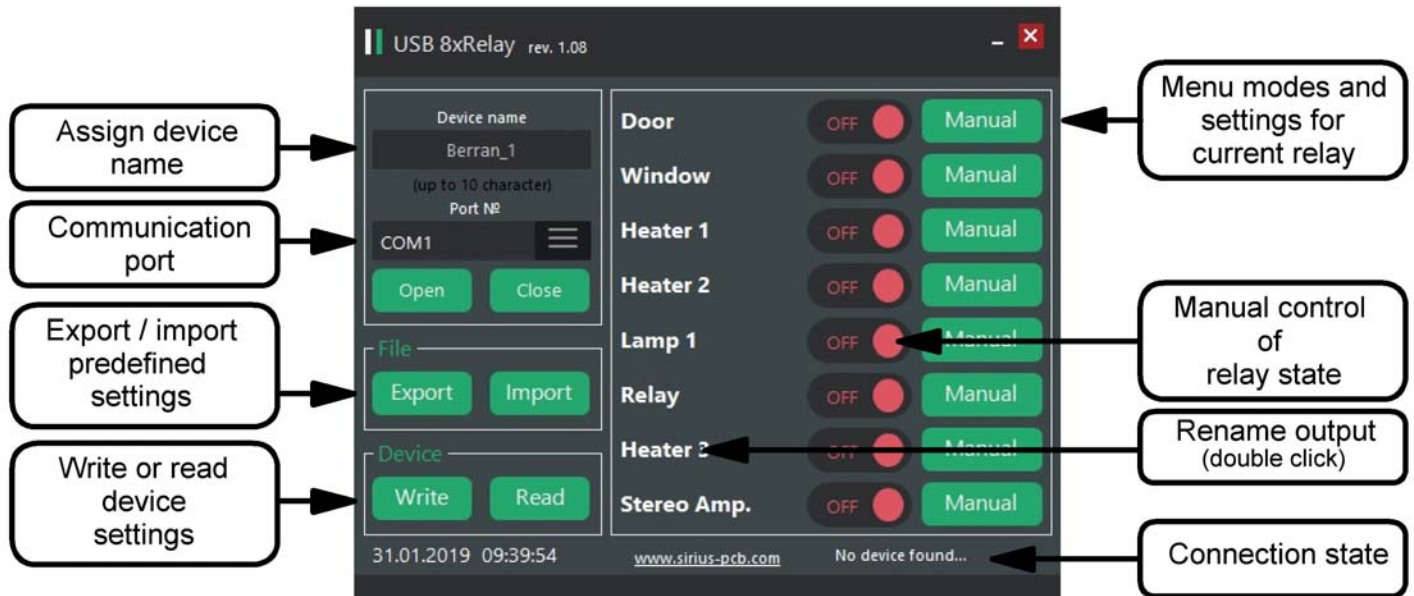 USB 8xRelay rev. 1.08
Assign device
name
Communication
port
Export / import
predefined
settings
Write or read
device
settings
Device name
Berran_1
(up to 10 character)
Port №
COM1
Open Close
File
Export Import
Device
Write Read
31.01.2019 09:39:54
Door OFF Manual
Window OFF Manual
Heater 1 OFF Manual
Heater 2 OFF Manual
Lamp 1 OFF Manual
Relay OFF Manual
Heater 3 OFF Manual
Stereo Amp. OFF Manual
www.sirius-pcb.com
No device found...
Menu modes and
settings for
current relay
Manual control
of
relay state
Rename output
(double click)
Connection state